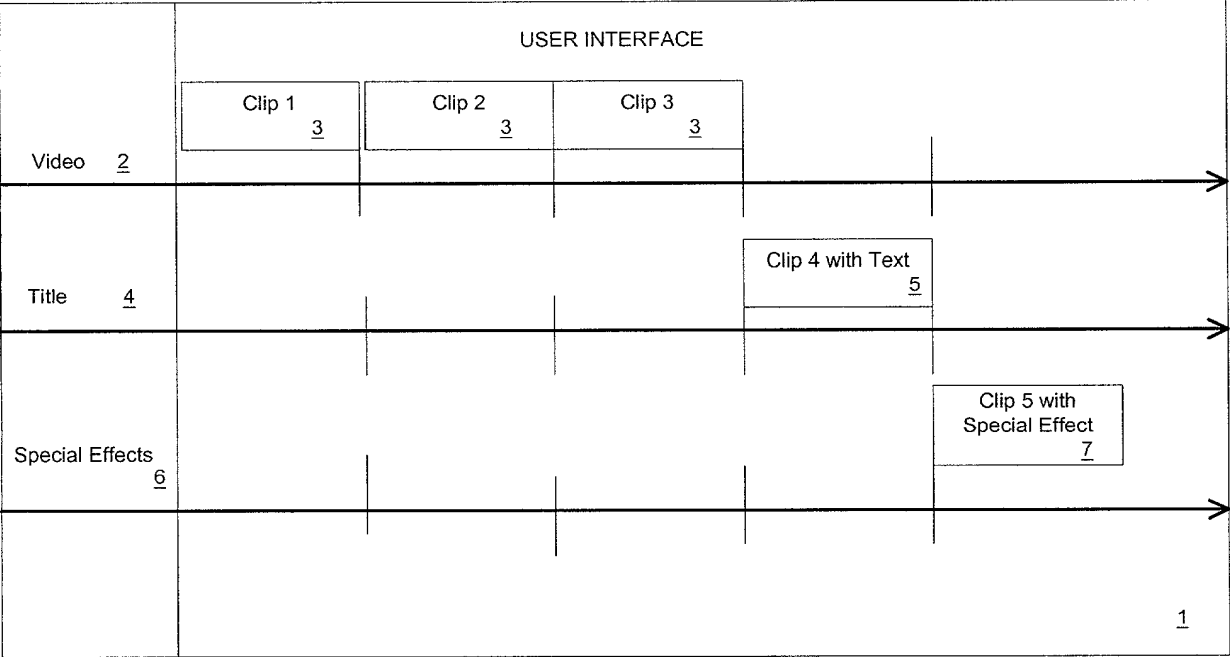 USER INTERFACE
Clip 1
3
Clip 2
3
Clip 3
3
Video 2
Clip 4 with Text
5
Title 4
Clip 5 with
Special Effect
7
Special Effects
6
1